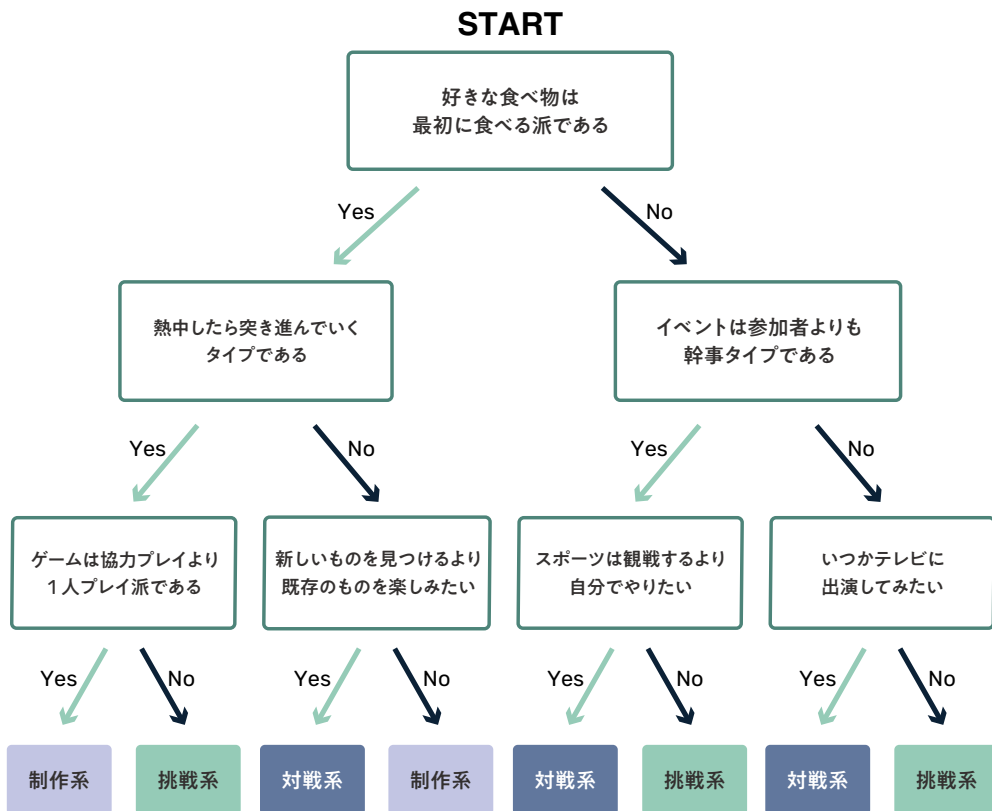 START
好きな食べ物は
最初に食べる派である
Yes
No
熱中したら突き進んでいく
タイプである
イベントは参加者よりも
幹事タイプである
Yes
No
Yes
No
ゲームは協力プレイより
１人プレイ派である
新しいものを見つけるより
既存のものを楽しみたい
スポーツは観戦するより
自分でやりたい
いつかテレビに
出演してみたい
Yes
No
Yes
No
Yes
No
Yes
No
制作系
挑戦系
対戦系
制作系
対戦系
挑戦系
対戦系
挑戦系